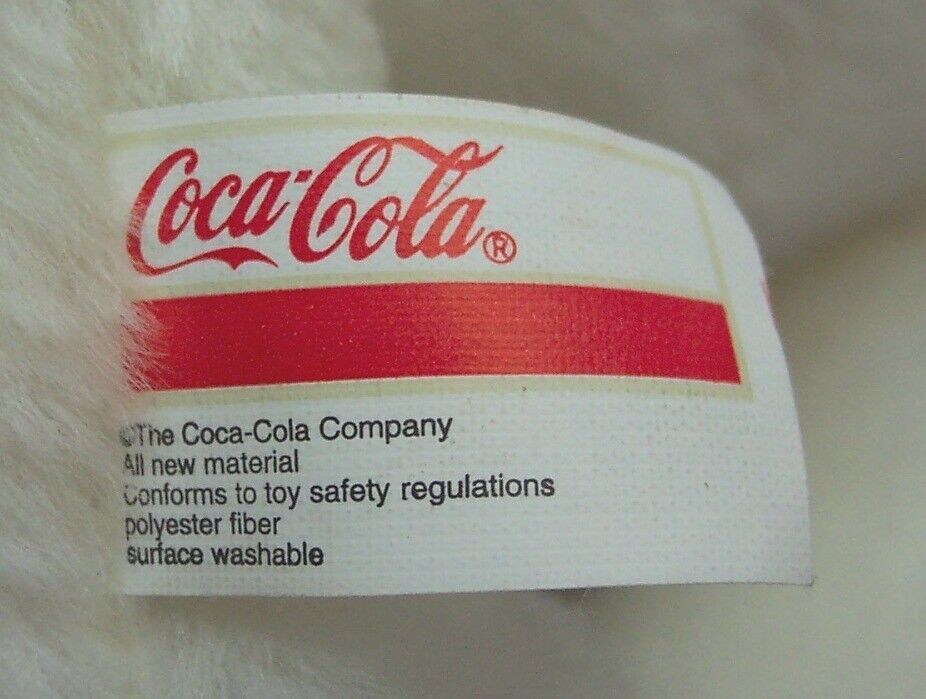 Coca-Cola®
©The Coca-Cola Company
All new material
Conforms to toy safety regulations
polyester fiber
surface washable